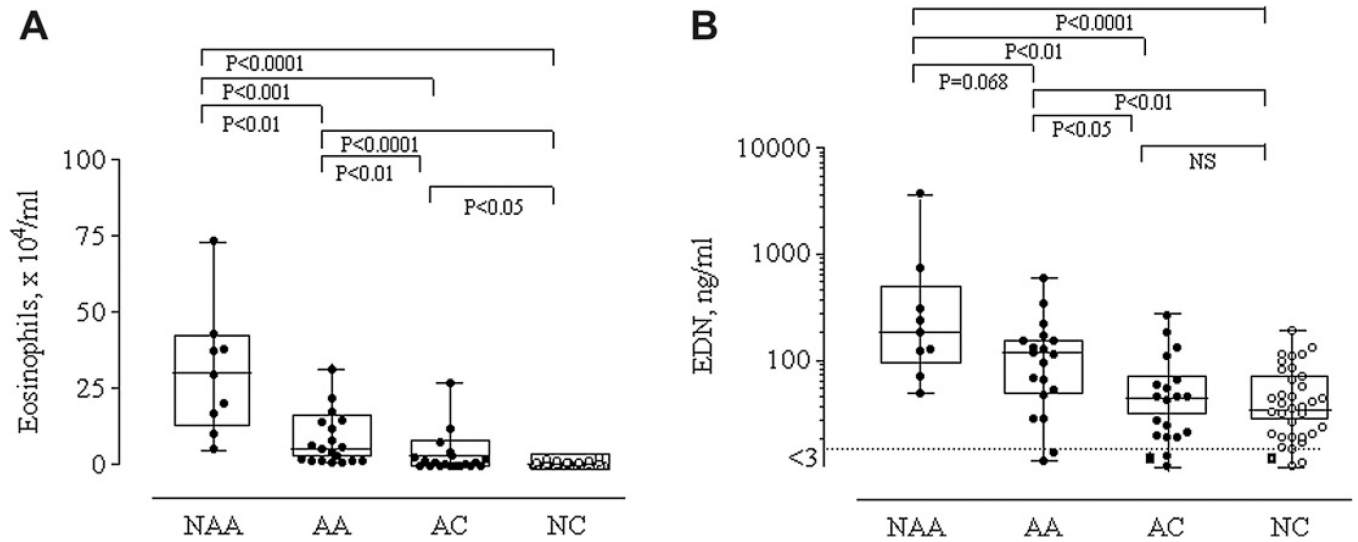 A
P<0.0001
P<0.001
P<0.01
P<0.0001
P<0.01
P<0.05
100
75
50
25
0
Eosinophils, x 10⁴/ml
NAA AA AC NC
B
P<0.0001
P<0.01
P=0.068
P<0.01
P<0.05
NS
10000
1000
100
<3
EDN, ng/ml
NAA AA AC NC